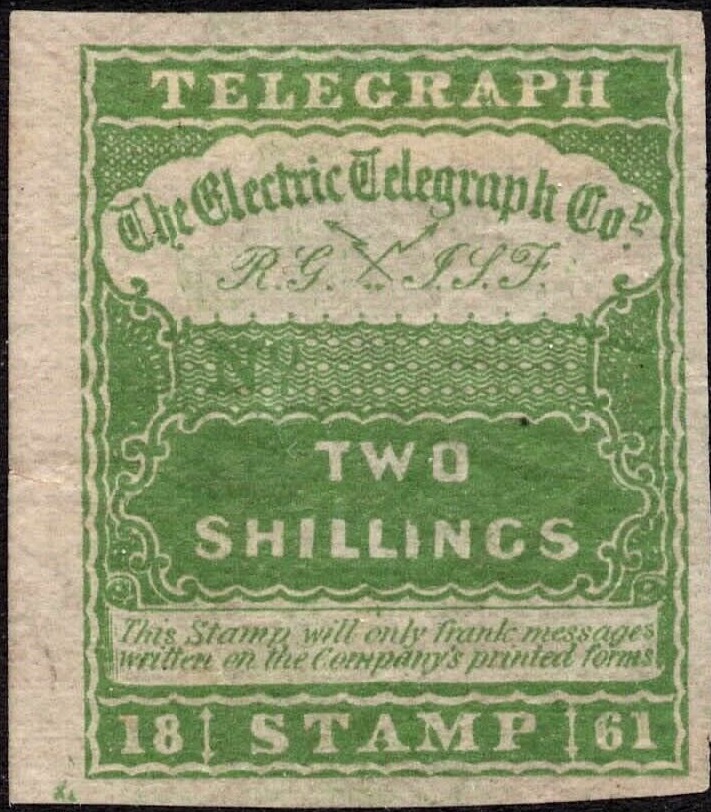 TELEGRAPH
The Electric Telegraph Coy.
R.G. I.S.F.
No.
TWO
SHILLINGS
This Stamp will only frank messages
written on the Company's printed forms.
18 STAMP 61